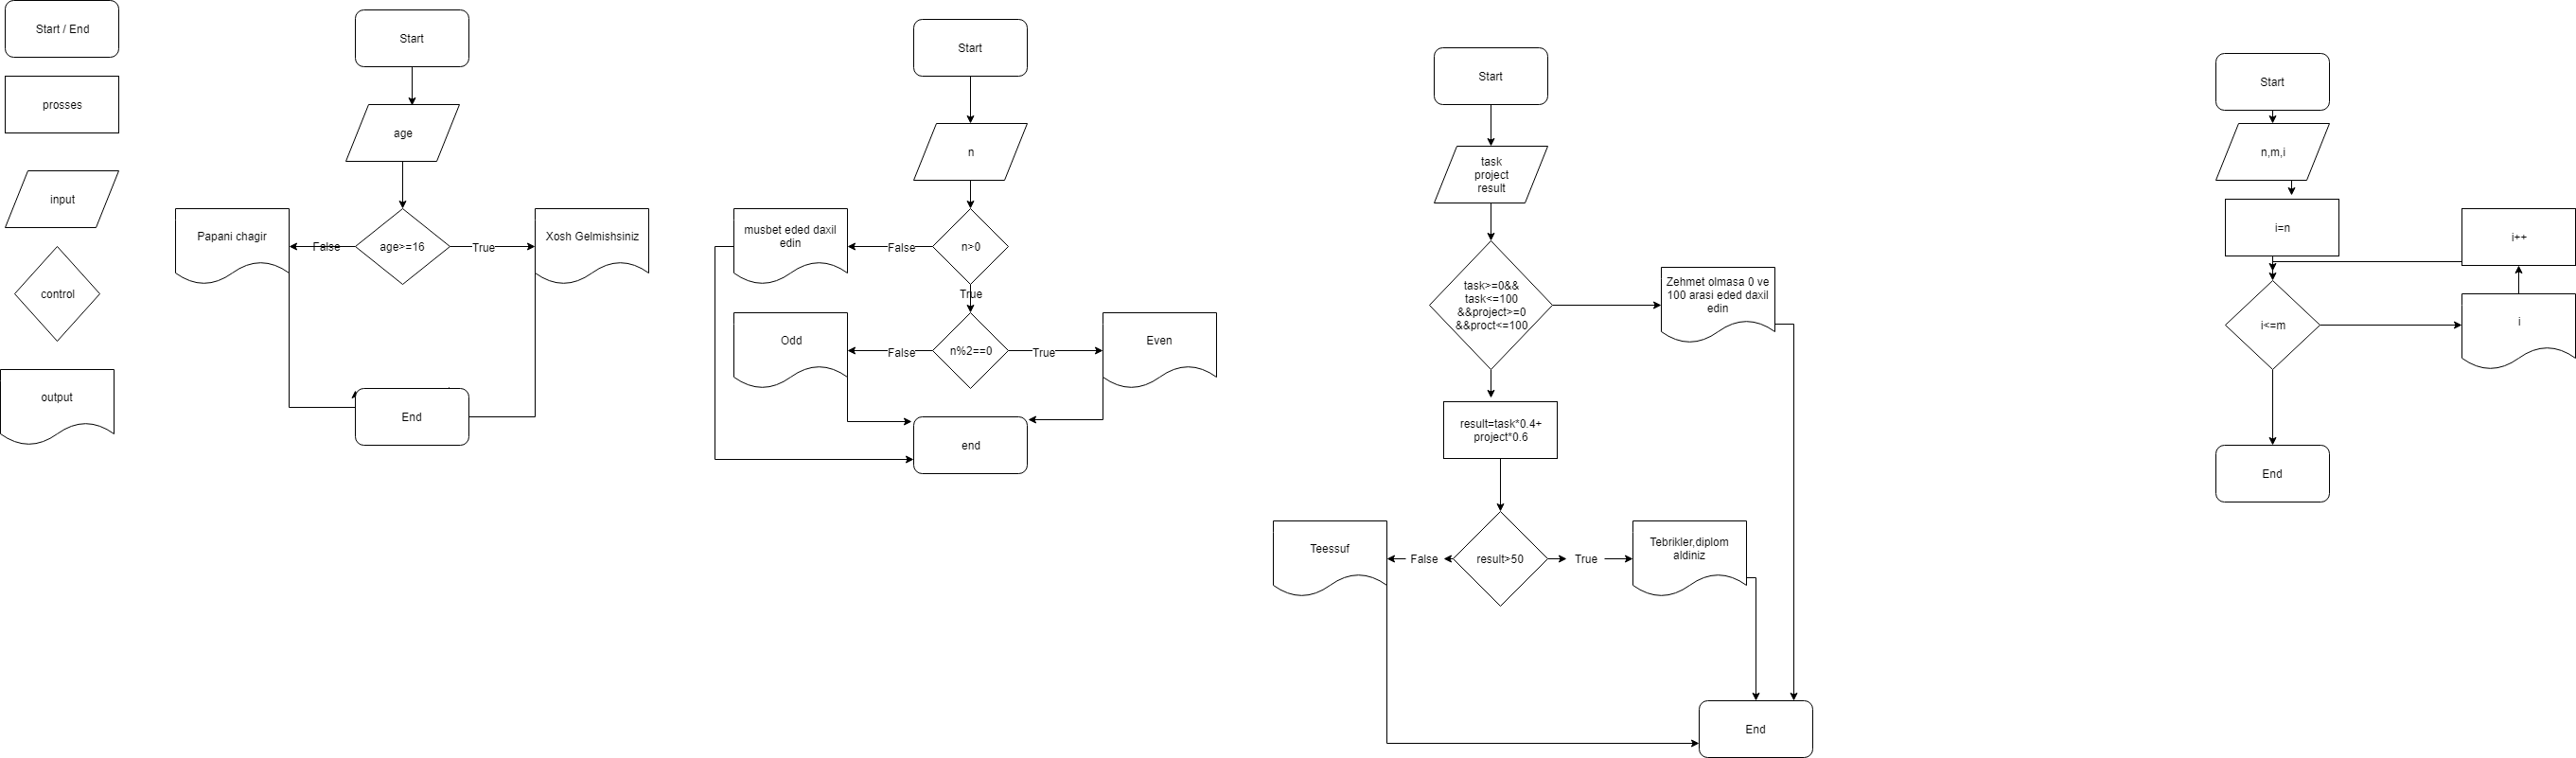 Start / End
prosses
input
control
output
Start
age
age>=16
False
True
Papani chagir
Xosh Gelmishsiniz
End
Start
n
n>0
False
True
musbet eded daxil
edin
n%2==0
False
True
Odd
Even
end
Start
task
project
result
task>=0&&
task<=100
&&project>=0
&&proct<=100
Zehmet olmasa 0 ve
100 arasi eded daxil
edin
result=task*0.4+
project*0.6
result>50
False
True
Teessuf
Tebrikler,diplom
aldiniz
End
Start
n,m,i
i=n
i++
i<=m
i
End